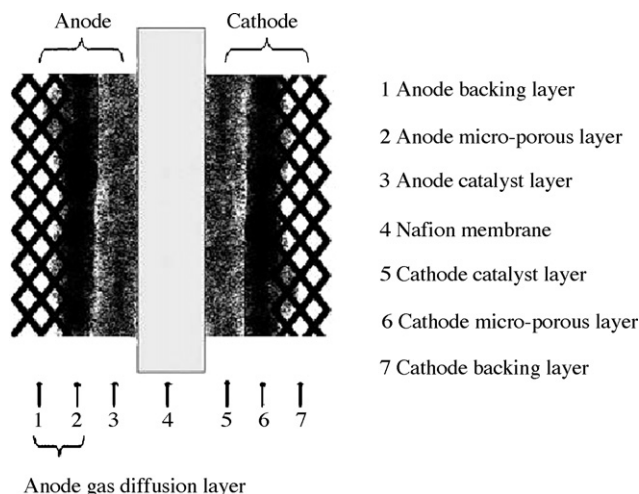 Anode
Cathode
1 Anode backing layer
2 Anode micro-porous layer
3 Anode catalyst layer
4 Nafion membrane
5 Cathode catalyst layer
6 Cathode micro-porous layer
7 Cathode backing layer
1 2 3 4 5 6 7
Anode gas diffusion layer